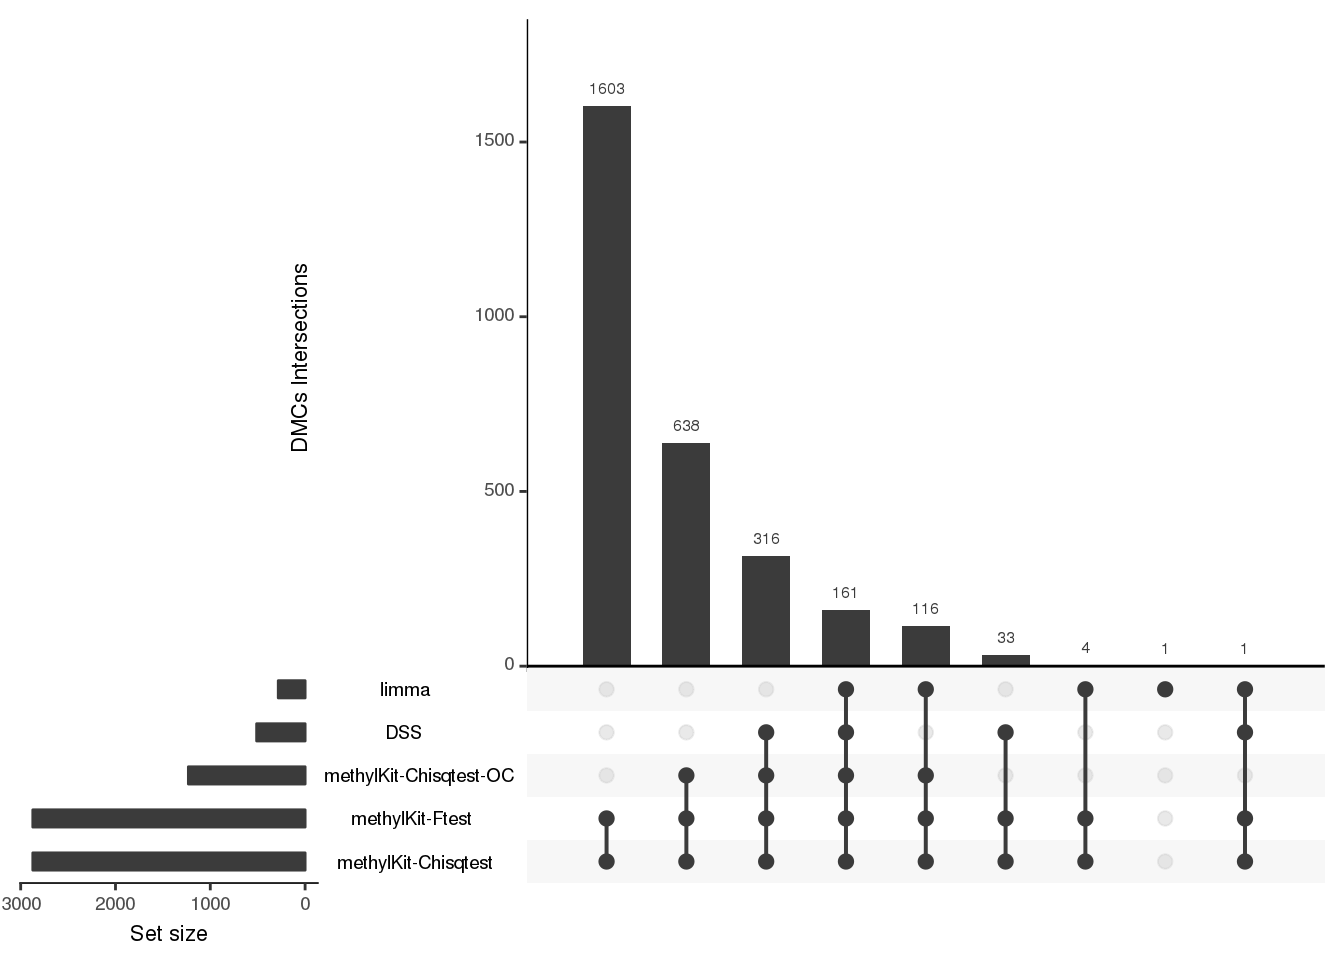 1603
1500
1000
DMCs Intersections
638
500
316
161
116
33
4
1
1
0
limma
DSS
methylKit-Chisqtest-OC
methylKit-Ftest
methylKit-Chisqtest
3000 2000 1000 0
Set size